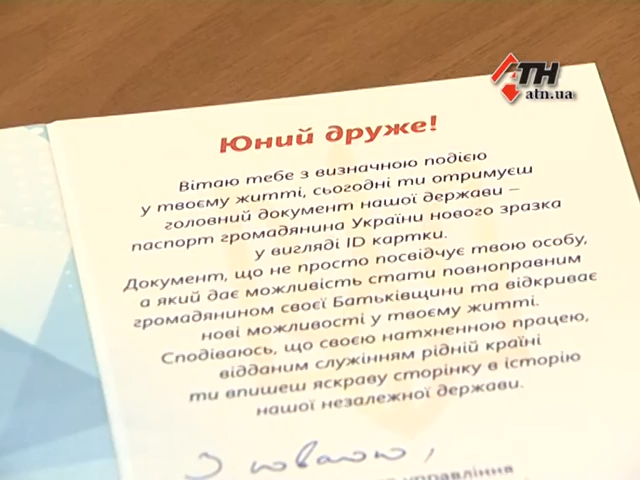 АТН
atn.ua
Юний друже!
Вітаю тебе з визначною подією
у твоєму житті, сьогодні ти отримуєш
головний документ нашої держави –
паспорт громадянина України нового зразка
у вигляді ID картки.
Документ, що не просто посвідчує твою особу,
а який дає можливість стати повноправним
громадянином своєї Батьківщини та відкриває
нові можливості у твоєму житті.
Сподіваюсь, що своєю натхненною працею,
відданим служінням рідній країні
ти впишеш яскраву сторінку в історію
нашої незалежної держави.
З повагою,
управління